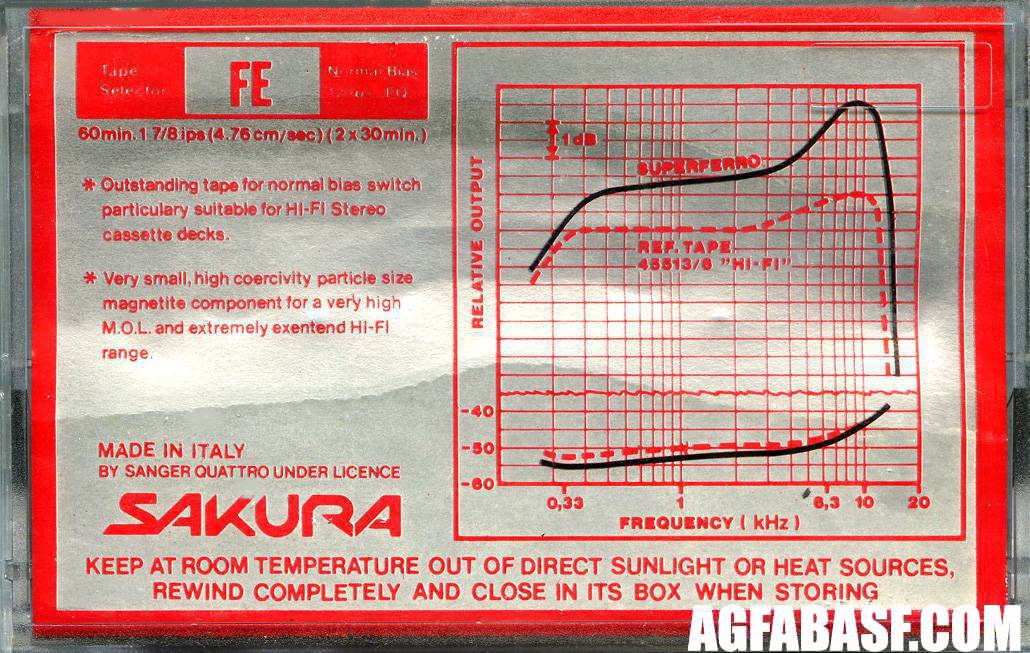 Tape
Selector
FE
Normal Bias
EQ
60min. 1 7/8 ips (4.76 cm/sec) (2 x 30 min.)
* Outstanding tape for normal bias switch
particulary suitable for Hi-Fi Stereo
cassette decks.
* Very small, high coercivity particle size
magnetite component for a very high
M.O.L. and extremely exentend Hi-Fi
range.
MADE IN ITALY
BY SANGER QUATTRO UNDER LICENCE
SAKURA
RELATIVE OUTPUT
1 dB
SUPERFERRO
REF. TAPE
45513/6 "HI-FI"
-40
-50
-60
0,33 1 6,3 10 20
FREQUENCY ( kHz )
KEEP AT ROOM TEMPERATURE OUT OF DIRECT SUNLIGHT OR HEAT SOURCES,
REWIND COMPLETELY AND CLOSE IN ITS BOX WHEN STORING
AGFABASF.COM